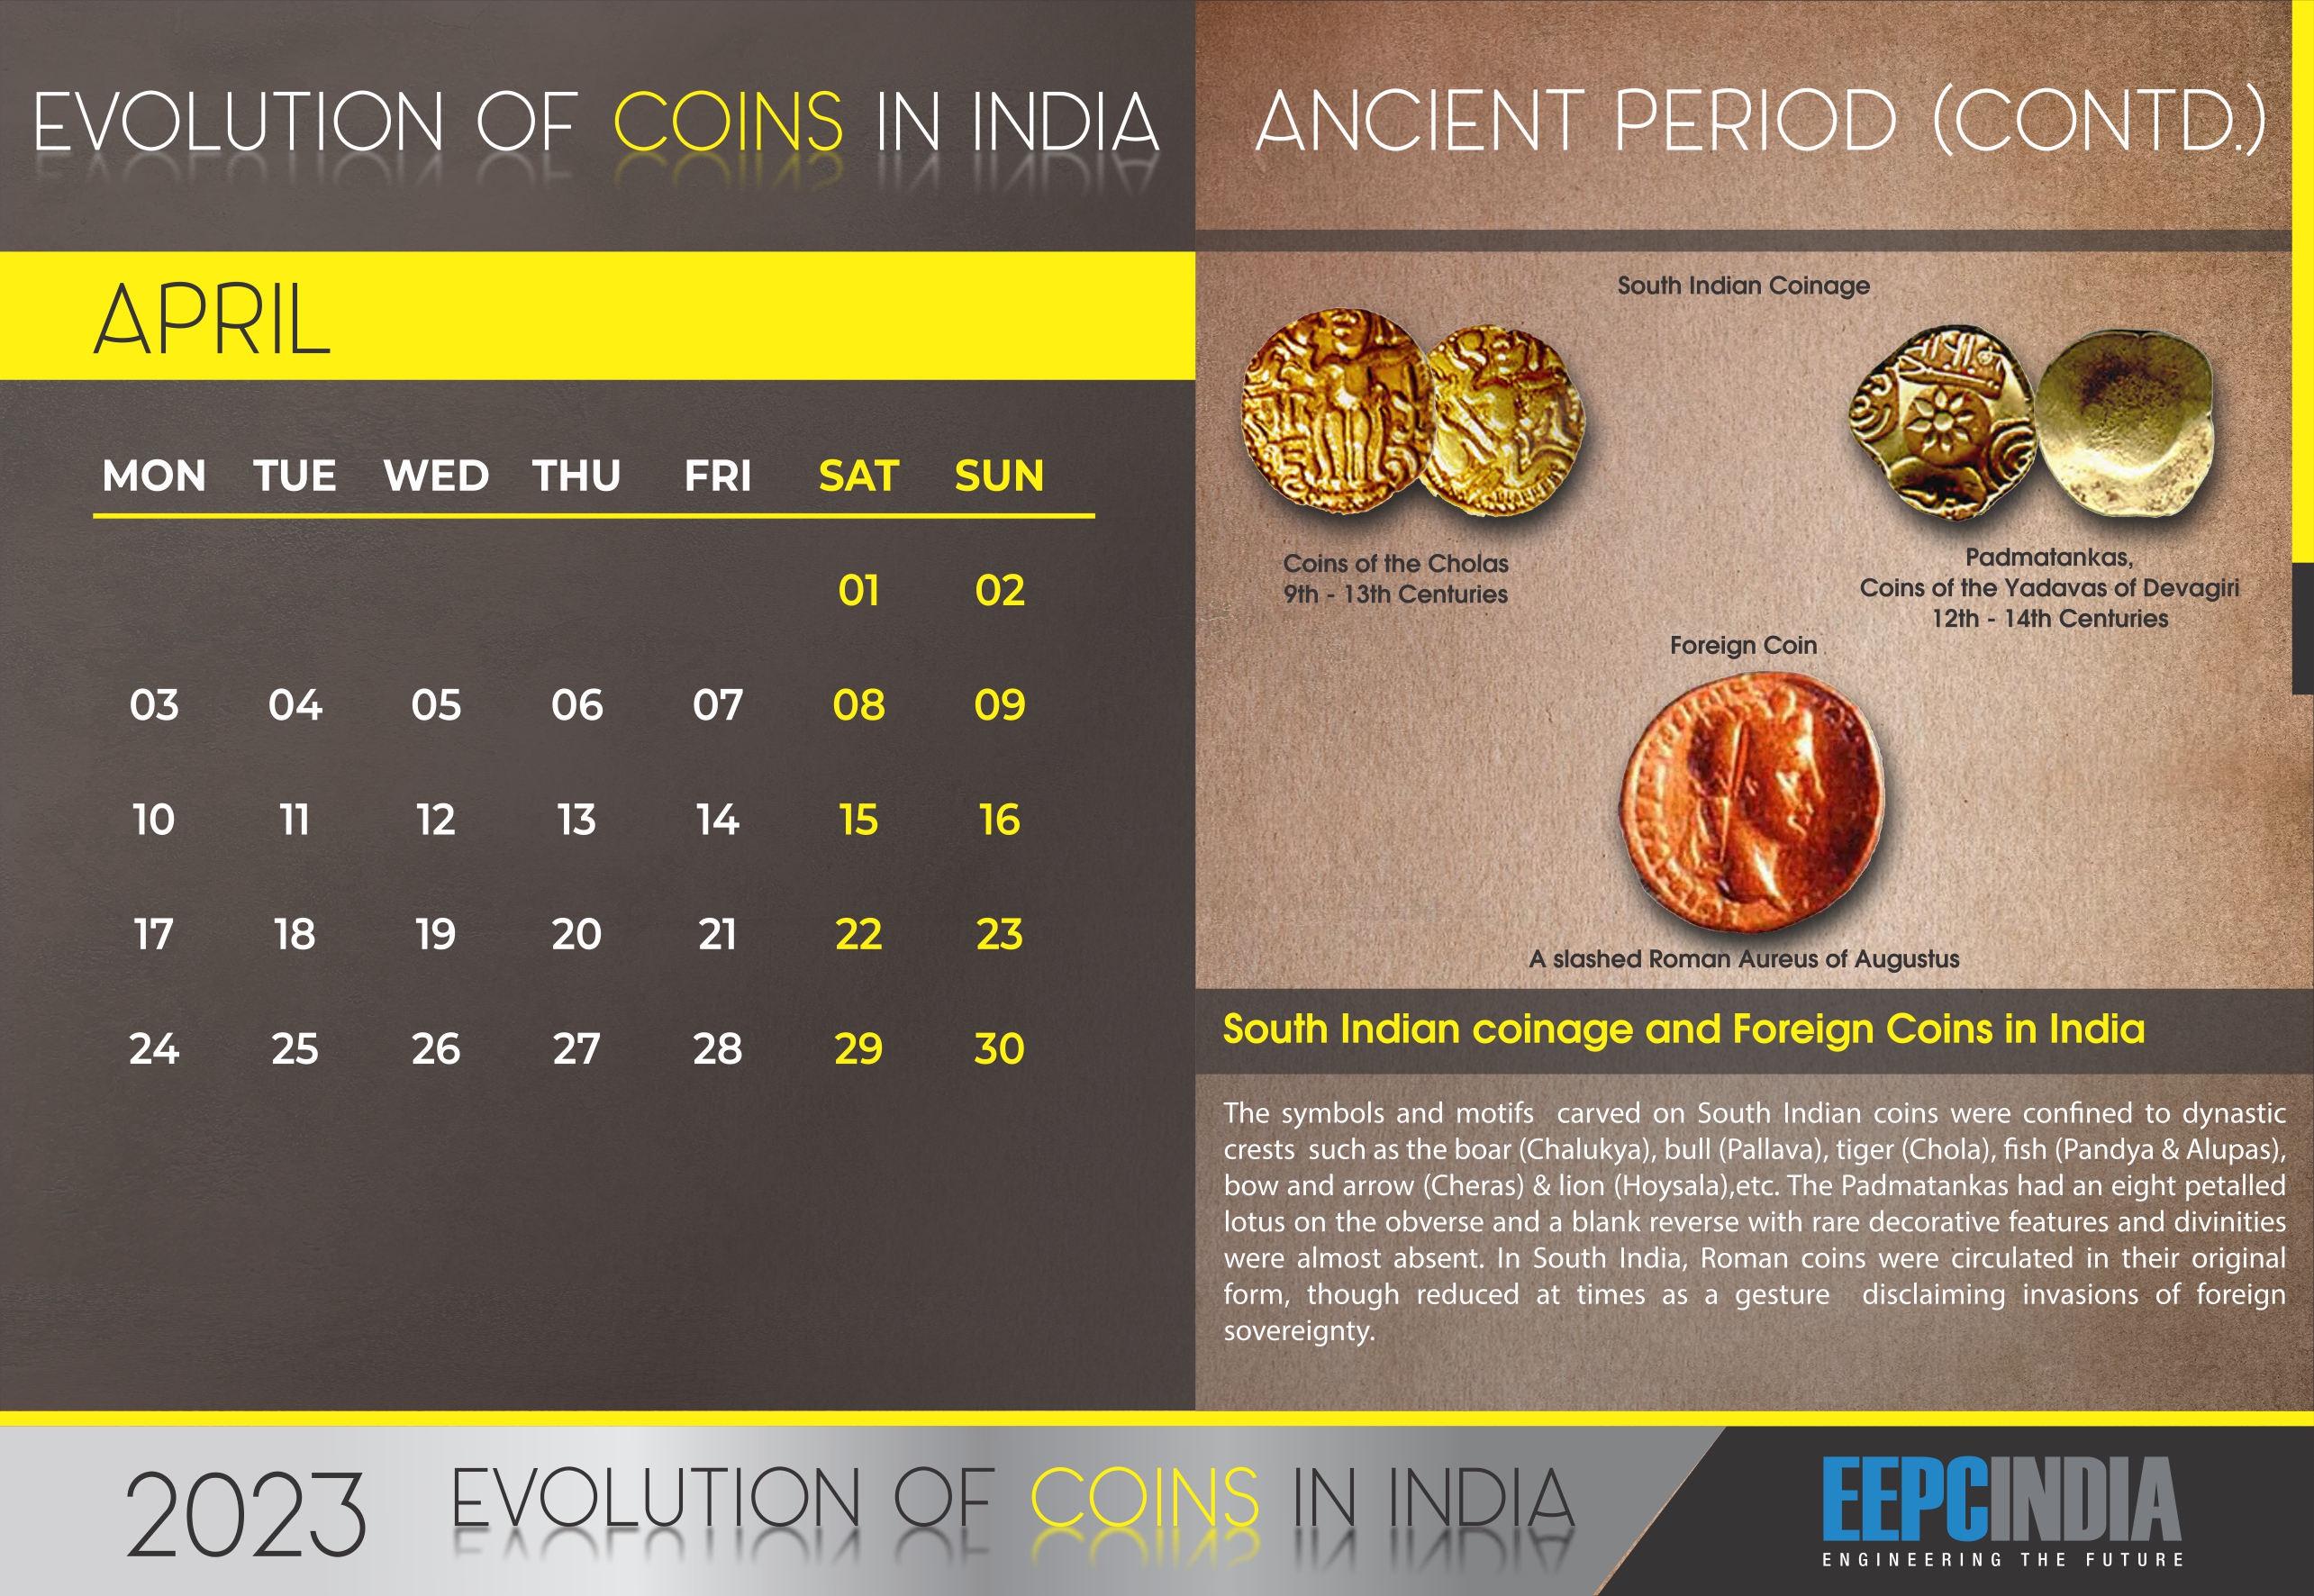 EVOLUTION OF COINS IN INDIA
APRIL
MON TUE WED THU FRI SAT SUN
01 02
03 04 05 06 07 08 09
10 11 12 13 14 15 16
17 18 19 20 21 22 23
24 25 26 27 28 29 30
ANCIENT PERIOD (CONTD.)
South Indian Coinage
Coins of the Cholas
9th - 13th Centuries
Padmatankas,
Coins of the Yadavas of Devagiri
12th - 14th Centuries
Foreign Coin
A slashed Roman Aureus of Augustus
South Indian coinage and Foreign Coins in India
The symbols and motifs carved on South Indian coins were confined to dynastic
crests such as the boar (Chalukya), bull (Pallava), tiger (Chola), fish (Pandya & Alupas),
bow and arrow (Cheras) & lion (Hoysala),etc. The Padmatankas had an eight petalled
lotus on the obverse and a blank reverse with rare decorative features and divinities
were almost absent. In South India, Roman coins were circulated in their original
form, though reduced at times as a gesture disclaiming invasions of foreign
sovereignty.
2023 EVOLUTION OF COINS IN INDIA
EEPCINDIA
ENGINEERING THE FUTURE